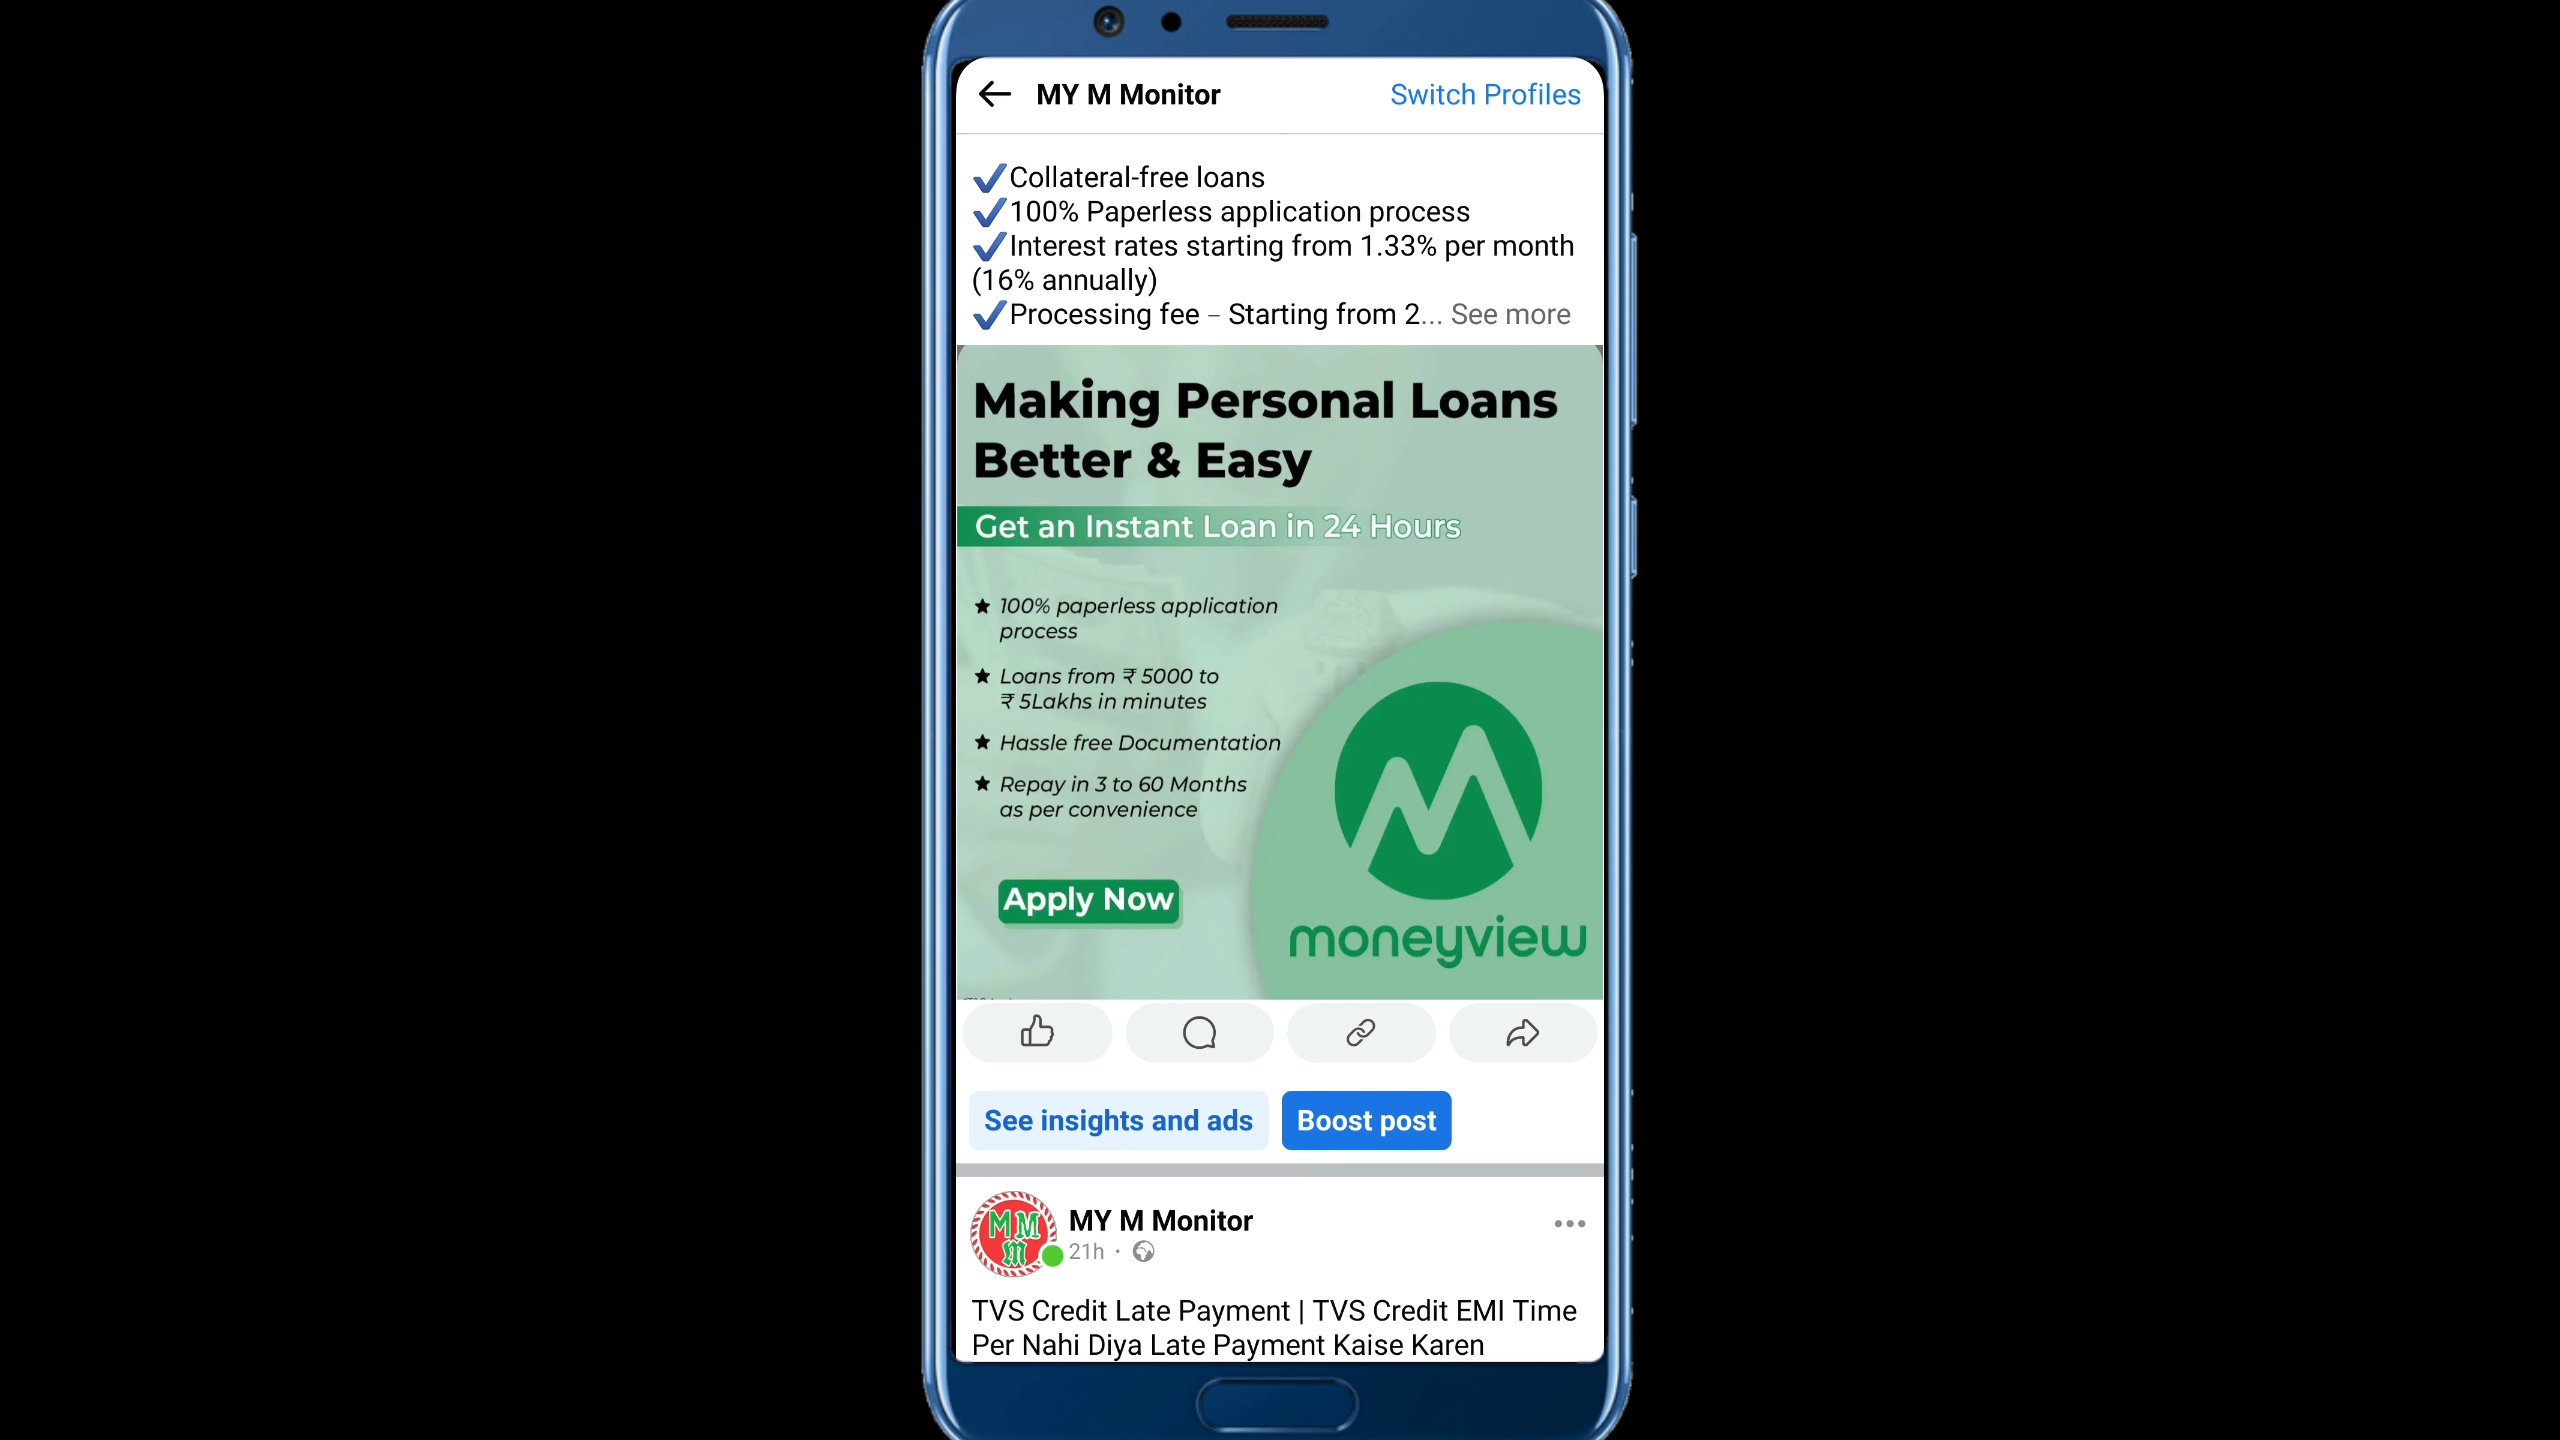 MY M Monitor
Switch Profiles
✔Collateral-free loans
✔100% Paperless application process
✔Interest rates starting from 1.33% per month
(16% annually)
✔Processing fee – Starting from 2... See more
Making Personal Loans
Better & Easy
Get an Instant Loan in 24 Hours
★ 100% paperless application
process
★ Loans from ₹ 5000 to
₹ 5Lakhs in minutes
★ Hassle free Documentation
★ Repay in 3 to 60 Months
as per convenience
Apply Now
moneyview
See insights and ads
Boost post
M M
M
MY M Monitor
21h ·
TVS Credit Late Payment | TVS Credit EMI Time
Per Nahi Diya Late Payment Kaise Karen